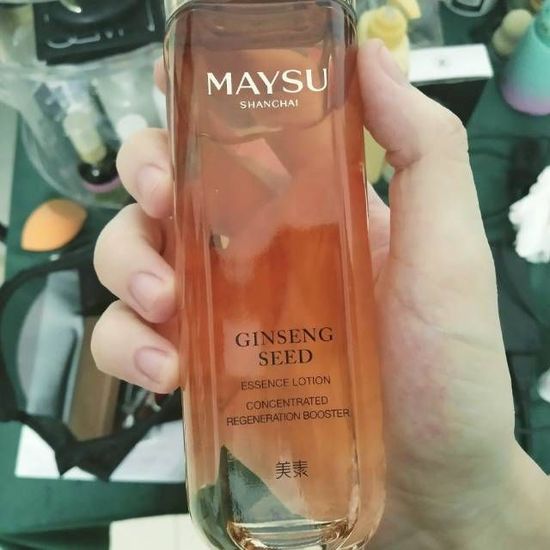 MAYSU
SHANGHAI
GINSENG
SEED
ESSENCE LOTION
CONCENTRATED
REGENERATION BOOSTER
美素